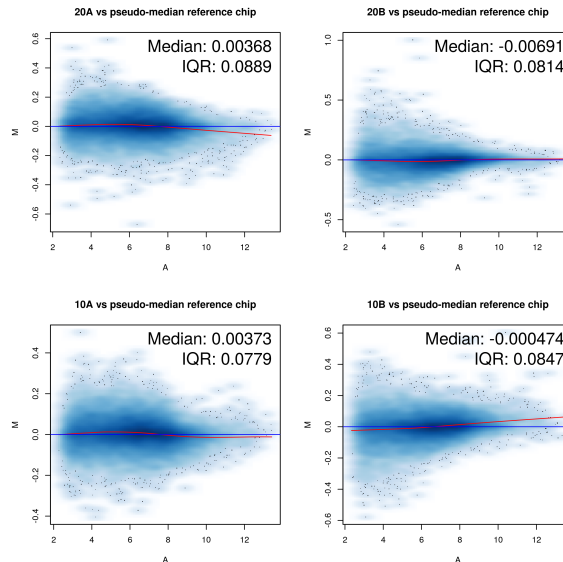 20A vs pseudo-median reference chip
Median: 0.00368
IQR: 0.0889
M
0.6
0.4
0.2
0.0
-0.2
-0.4
-0.6
2 4 6 8 10 12
A
20B vs pseudo-median reference chip
Median: -0.00691
IQR: 0.0814
M
1.0
0.5
0.0
-0.5
2 4 6 8 10 12
A
10A vs pseudo-median reference chip
Median: 0.00373
IQR: 0.0779
M
0.4
0.2
0.0
-0.2
-0.4
2 4 6 8 10 12
A
10B vs pseudo-median reference chip
Median: -0.000474
IQR: 0.0847
M
0.6
0.4
0.2
0.0
-0.2
-0.4
-0.6
2 4 6 8 10 12
A